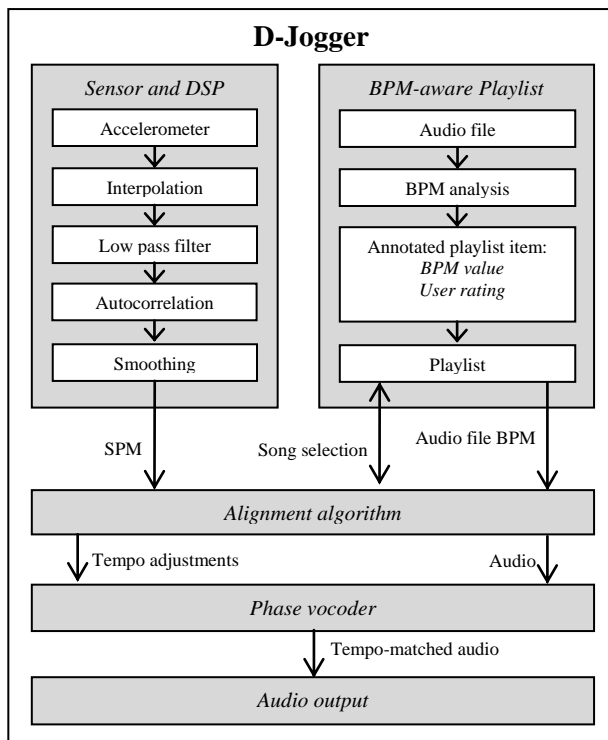 D-Jogger
Sensor and DSP
Accelerometer
Interpolation
Low pass filter
Autocorrelation
Smoothing
BPM-aware Playlist
Audio file
BPM analysis
Annotated playlist item:
BPM value
User rating
Playlist
SPM
Song selection
Audio file BPM
Alignment algorithm
Tempo adjustments
Audio
Phase vocoder
Tempo-matched audio
Audio output